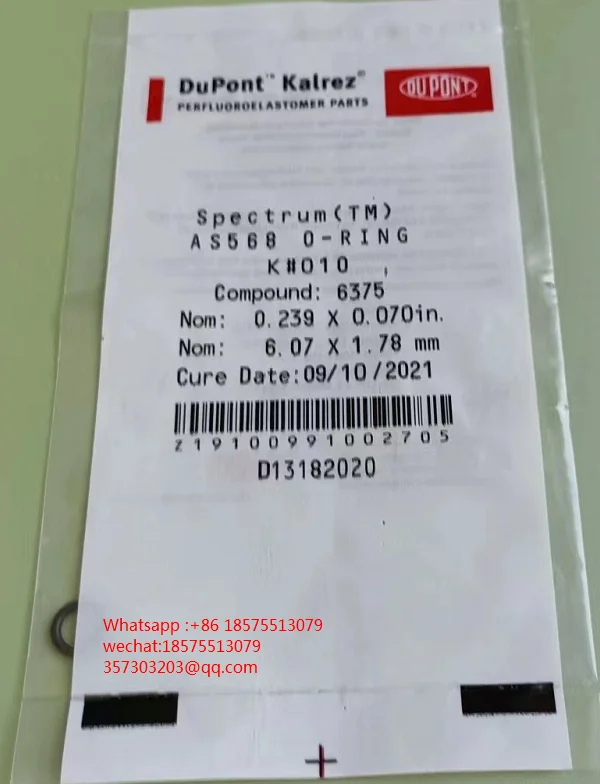 DuPont™ Kalrez®
PERFLUOROELASTOMER PARTS
DUPONT
Spectrum(TM)
AS568 O-RING
K#010
Compound: 6375
Nom: 0.239 X 0.070in.
Nom: 6.07 X 1.78 mm
Cure Date:09/10/2021
Z19100991002705
D13182020
Whatsapp :+86 18575513079
wechat:18575513079
357303203@qq.com